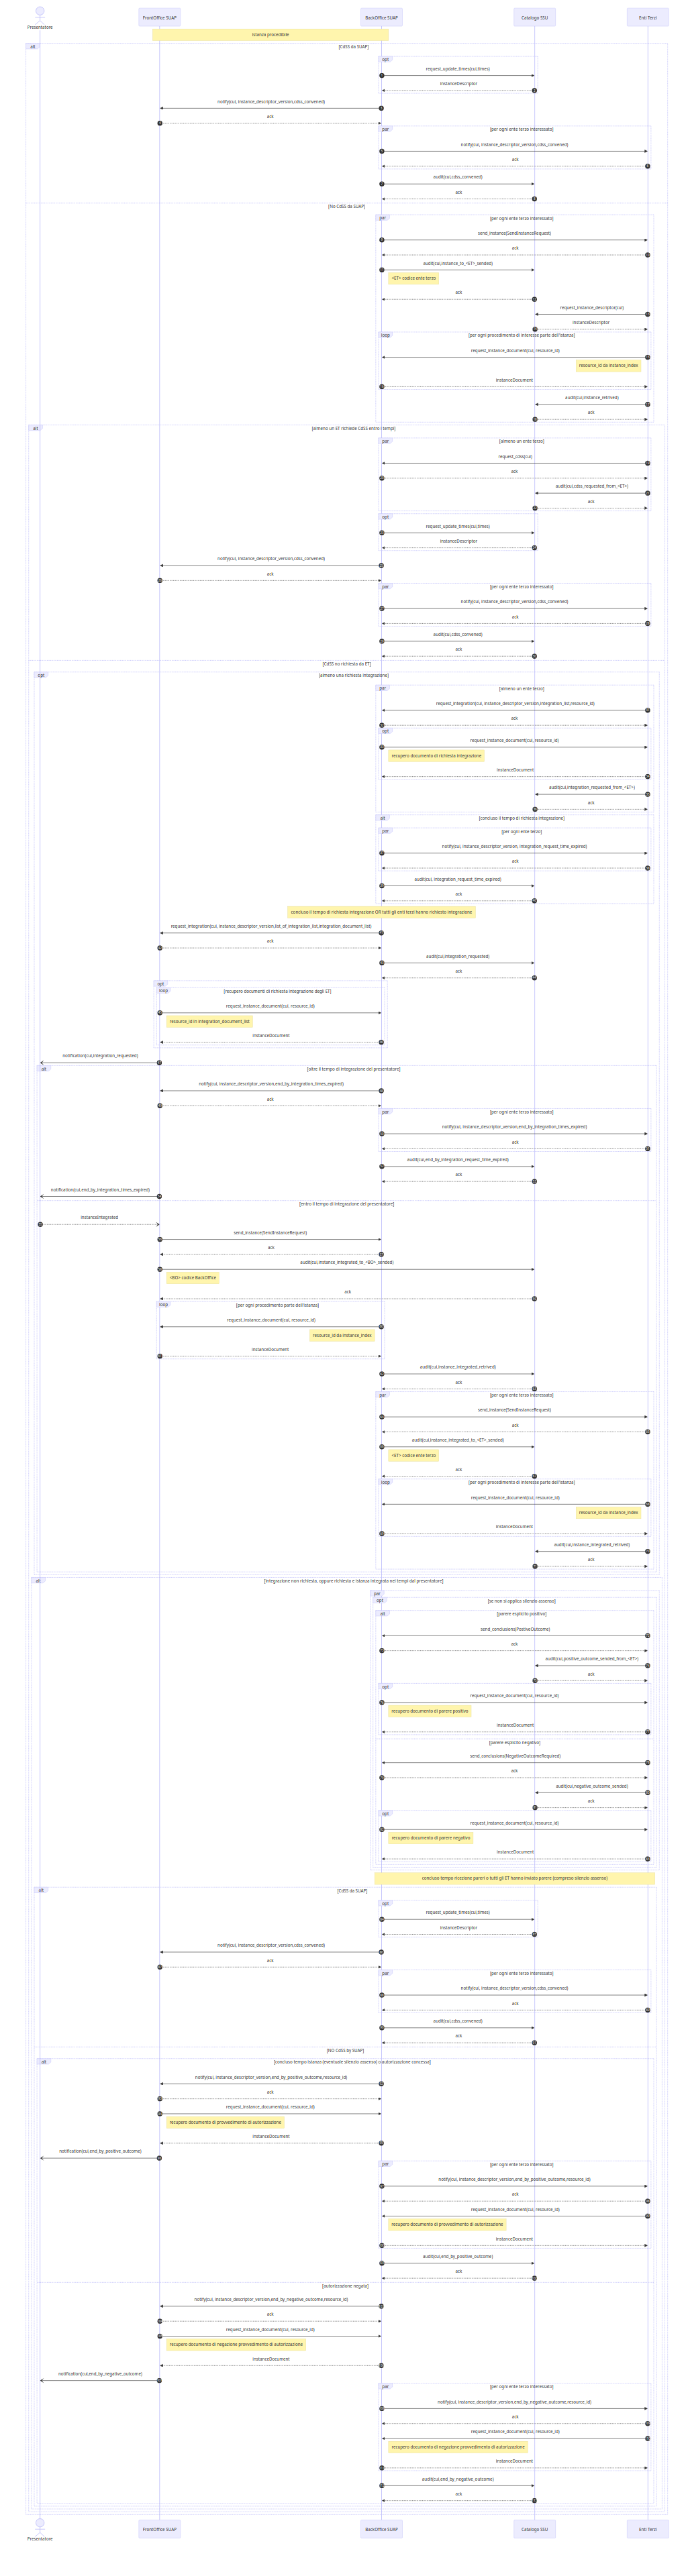 Presentatore
FrontOffice SUAP
BackOffice SUAP
Catalogo SSU
Enti Terzi
Istanza procedibile
alt
[CdSS da SUAP]
opt
request_update_times(cui,times)
instanceDescriptor
notify(cui, instance_descriptor_version,cdss_convened)
ack
par
[per ogni ente terzo interessato]
notify(cui, instance_descriptor_version,cdss_convened)
ack
audit(cui,cdss_convened)
ack
[No CdSS da SUAP]
par
[per ogni ente terzo interessato]
send_instance(SendInstanceRequest)
ack
audit(cui,instance_to_<ET>_sended)
<ET> codice ente terzo
ack
request_instance_descriptor(cui)
instanceDescriptor
loop
[per ogni procedimento di interesse parte dell'istanza]
request_instance_document(cui, resource_id)
resource_id da instance_index
instanceDocument
audit(cui,instance_retrived)
ack
alt
[almeno un ET richiede CdSS entro i tempi]
par
[almeno un ente terzo]
request_cdss(cui)
ack
audit(cui,cdss_requested_from_<ET>)
ack
opt
request_update_times(cui,times)
instanceDescriptor
notify(cui, instance_descriptor_version,cdss_convened)
ack
par
[per ogni ente terzo interessato]
notify(cui, instance_descriptor_version,cdss_convened)
ack
audit(cui,cdss_convened)
ack
[CdSS no richiesta da ET]
opt
[almeno una richiesta integrazione]
par
[almeno un ente terzo]
request_integration(cui, instance_descriptor_version,integration_list,resource_id)
ack
opt
request_instance_document(cui, resource_id)
recupero documento di richiesta integrazione
instanceDocument
audit(cui,integration_requested_from_<ET>)
ack
alt
[concluso il tempo di richiesta integrazione]
par
[per ogni ente terzo]
notify(cui, instance_descriptor_version, integration_request_time_expired)
ack
audit(cui, integration_request_time_expired)
ack
concluso il tempo di richiesta integrazione OR tutti gli enti terzi hanno richiesto integrazione
request_integration(cui, instance_descriptor_version,list_of_integration_list,integration_document_list)
ack
audit(cui,integration_requested)
ack
opt
loop
[recupero documenti di richiesta integrazione degli ET]
request_instance_document(cui, resource_id)
resource_id in integration_document_list
instanceDocument
notification(cui,integration_requested)
alt
[oltre il tempo di integrazione del presentatore]
notify(cui, instance_descriptor_version,end_by_integration_times_expired)
ack
par
[per ogni ente terzo interessato]
notify(cui, instance_descriptor_version,end_by_integration_times_expired)
ack
audit(cui,end_by_integration_request_time_expired)
ack
notification(cui,end_by_integration_times_expired)
[entro il tempo di integrazione del presentatore]
instanceIntegrated
send_instance(SendInstanceRequest)
ack
audit(cui,instance_integrated_to_<BO>_sended)
<BO> codice BackOffice
ack
loop
[per ogni procedimento parte dell'istanza]
request_instance_document(cui, resource_id)
resource_id da instance_index
instanceDocument
audit(cui,instance_integrated_retrived)
ack
par
[per ogni ente terzo interessato]
send_instance(SendInstanceRequest)
ack
audit(cui,instance_integrated_to_<ET>_sended)
<ET> codice ente terzo
ack
loop
[per ogni procedimento di interesse parte dell'istanza]
request_instance_document(cui, resource_id)
resource_id da instance_index
instanceDocument
audit(cui,instance_integrated_retrived)
ack
alt
[integrazione non richiesta, oppure richiesta e istanza integrata nei tempi dal presentatore]
par
opt
[se non si applica silenzio assenso]
alt
[parere esplicito positivo]
send_conclusions(PositiveOutcome)
ack
audit(cui,positive_outcome_sended_from_<ET>)
ack
opt
request_instance_document(cui, resource_id)
recupero documento di parere positivo
instanceDocument
[parere esplicito negativo]
send_conclusions(NegativeOutcomeRequired)
ack
audit(cui,negative_outcome_sended)
ack
opt
request_instance_document(cui, resource_id)
recupero documento di parere negativo
instanceDocument
concluso tempo ricezione pareri o tutti gli ET hanno inviato parere (compreso silenzio assenso)
alt
[CdSS da SUAP]
opt
request_update_times(cui,times)
instanceDescriptor
notify(cui, instance_descriptor_version,cdss_convened)
ack
par
[per ogni ente terzo interessato]
notify(cui, instance_descriptor_version,cdss_convened)
ack
audit(cui,cdss_convened)
ack
[NO CdSS by SUAP]
alt
[concluso tempo istanza (eventuale silenzio assenso) o autorizzazione concessa]
notify(cui, instance_descriptor_version,end_by_positive_outcome,resource_id)
ack
request_instance_document(cui, resource_id)
recupero documento di provvedimento di autorizzazione
instanceDocument
notification(cui,end_by_positive_outcome)
par
[per ogni ente terzo interessato]
notify(cui, instance_descriptor_version,end_by_positive_outcome,resource_id)
ack
request_instance_document(cui, resource_id)
recupero documento di provvedimento di autorizzazione
instanceDocument
audit(cui,end_by_positive_outcome)
ack
[autorizzazione negata]
notify(cui, instance_descriptor_version,end_by_negative_outcome,resource_id)
ack
request_instance_document(cui, resource_id)
recupero documento di negazione provvedimento di autorizzazione
instanceDocument
notification(cui,end_by_negative_outcome)
par
[per ogni ente terzo interessato]
notify(cui, instance_descriptor_version,end_by_negative_outcome,resource_id)
ack
request_instance_document(cui, resource_id)
recupero documento di negazione provvedimento di autorizzazione
instanceDocument
audit(cui,end_by_negative_outcome)
ack
Presentatore
FrontOffice SUAP
BackOffice SUAP
Catalogo SSU
Enti Terzi